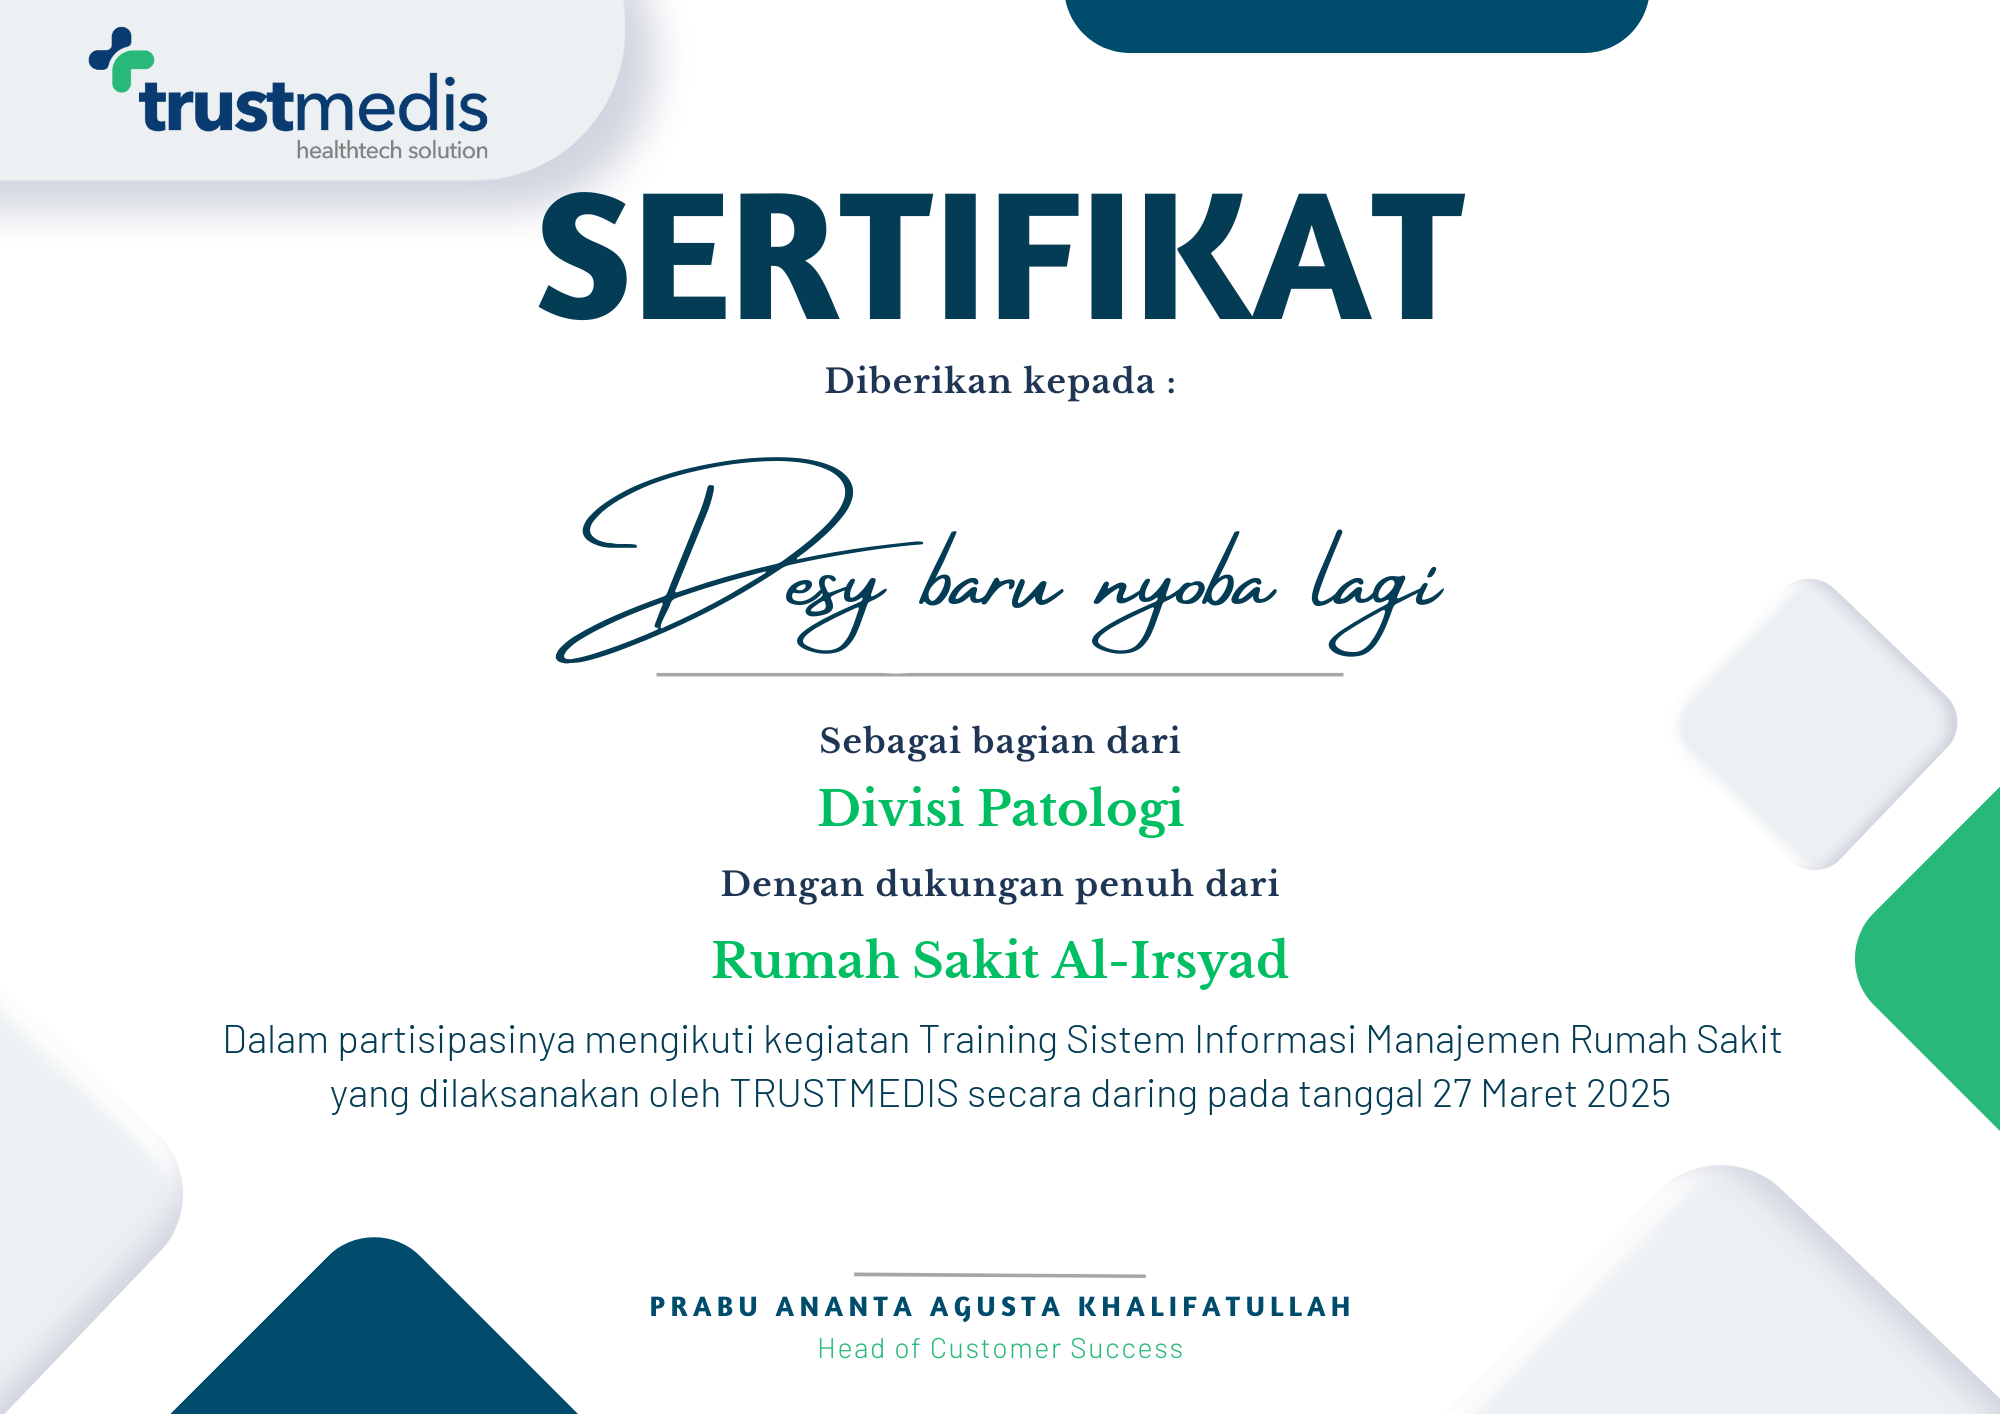 trustmedis
healthtech solution
SERTIFIKAT
Diberikan kepada :
Desy baru nyoba lagi
Sebagai bagian dari
Divisi Patologi
Dengan dukungan penuh dari
Rumah Sakit Al-Irsyad
Dalam partisipasinya mengikuti kegiatan Training Sistem Informasi Manajemen Rumah Sakit
yang dilaksanakan oleh TRUSTMEDIS secara daring pada tanggal 27 Maret 2025
PRABU ANANTA AGUSTA KHALIFATULLAH
Head of Customer Success